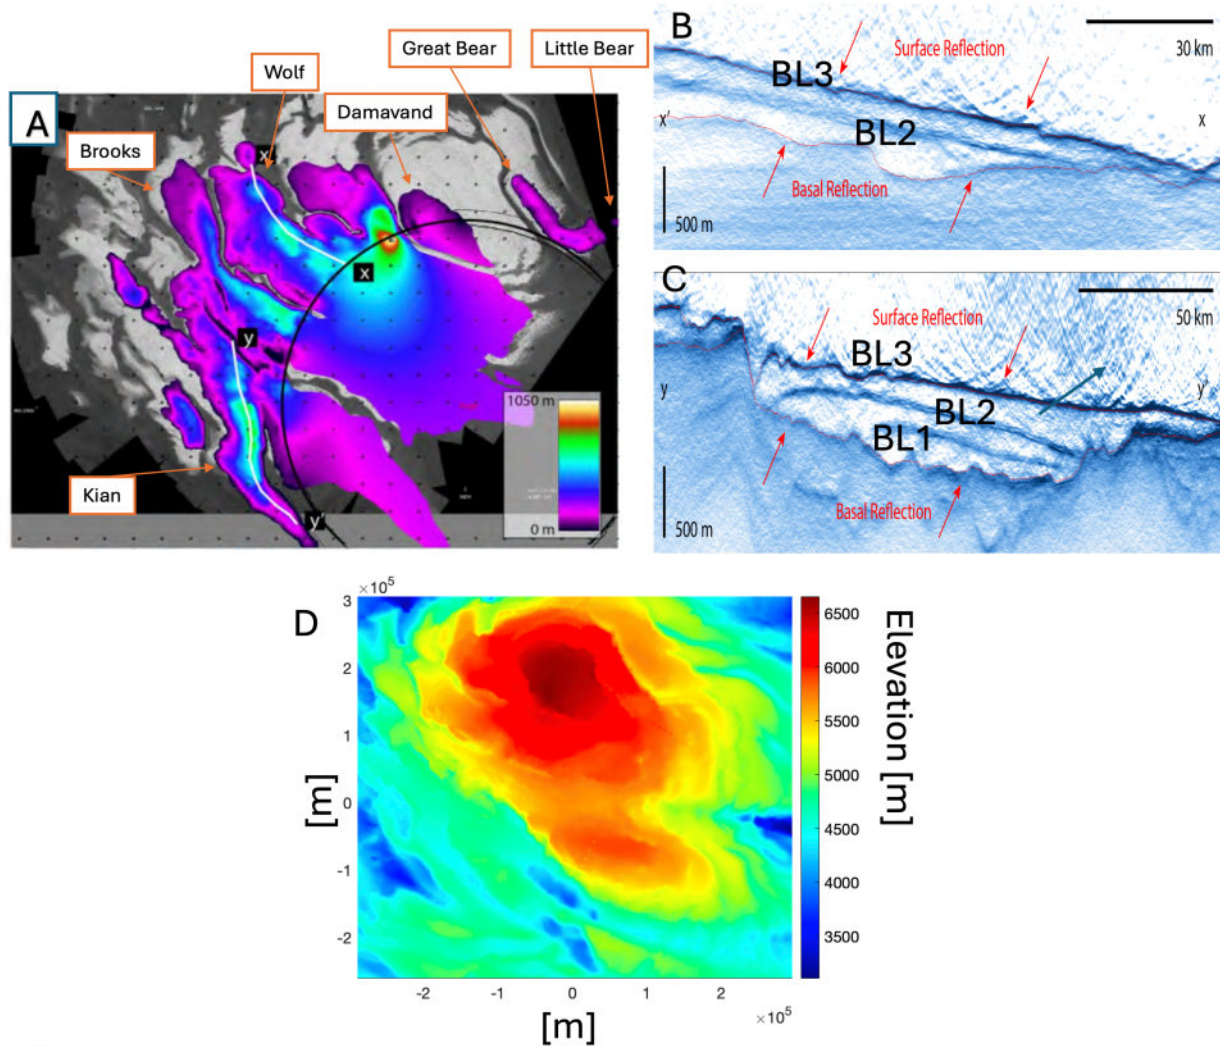 A
Brooks
Wolf
Great Bear
Little Bear
Damavand
Kian
x'
x
y
y'
1050 m
0 m
B
Surface Reflection
30 km
BL3
BL2
x'
x
Basal Reflection
500 m
C
Surface Reflection
50 km
BL3
BL2
BL1
y
y'
Basal Reflection
500 m
D
×10⁵
3
2
1
0
-1
-2
[m]
-2
-1
0
1
2
×10⁵
[m]
6500
6000
5500
5000
4500
4000
3500
Elevation [m]